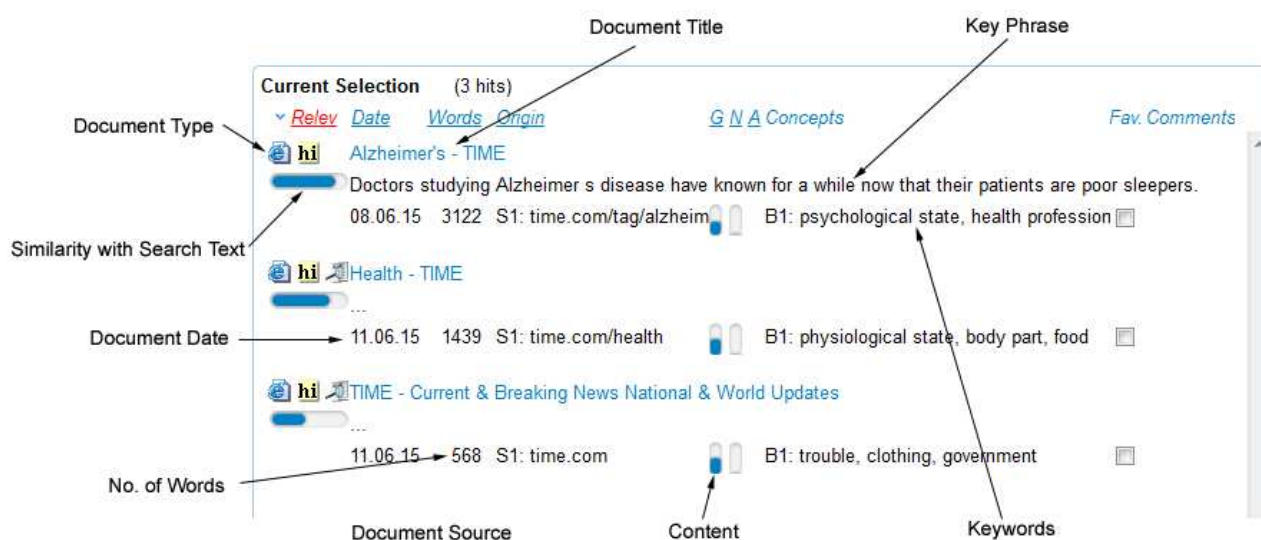 Document Title
Key Phrase
Current Selection (3 hits)
Relev Date Words Origin G N A Concepts Fav. Comments
Document Type
hi Alzheimer's - TIME
Doctors studying Alzheimer s disease have known for a while now that their patients are poor sleepers.
08.06.15 3122 S1: time.com/tag/alzheim B1: psychological state, health profession
Similarity with Search Text
hi Health - TIME
...
Document Date
11.06.15 1439 S1: time.com/health B1: physiological state, body part, food
hi TIME - Current & Breaking News National & World Updates
...
11.06.15 568 S1: time.com B1: trouble, clothing, government
No. of Words
Document Source
Content
Keywords